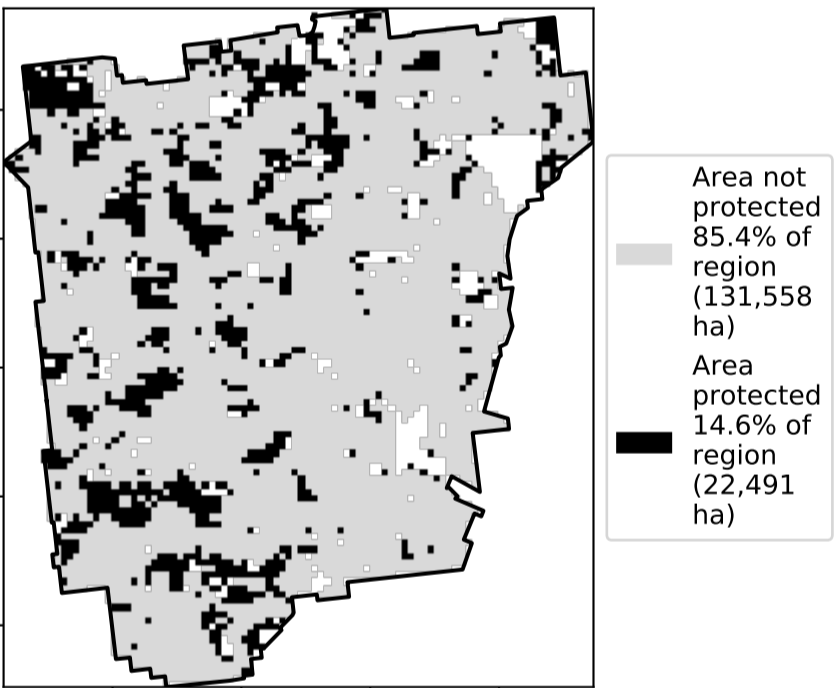 Area not
protected
85.4% of
region
(131,558
ha)
Area
protected
14.6% of
region
(22,491
ha)